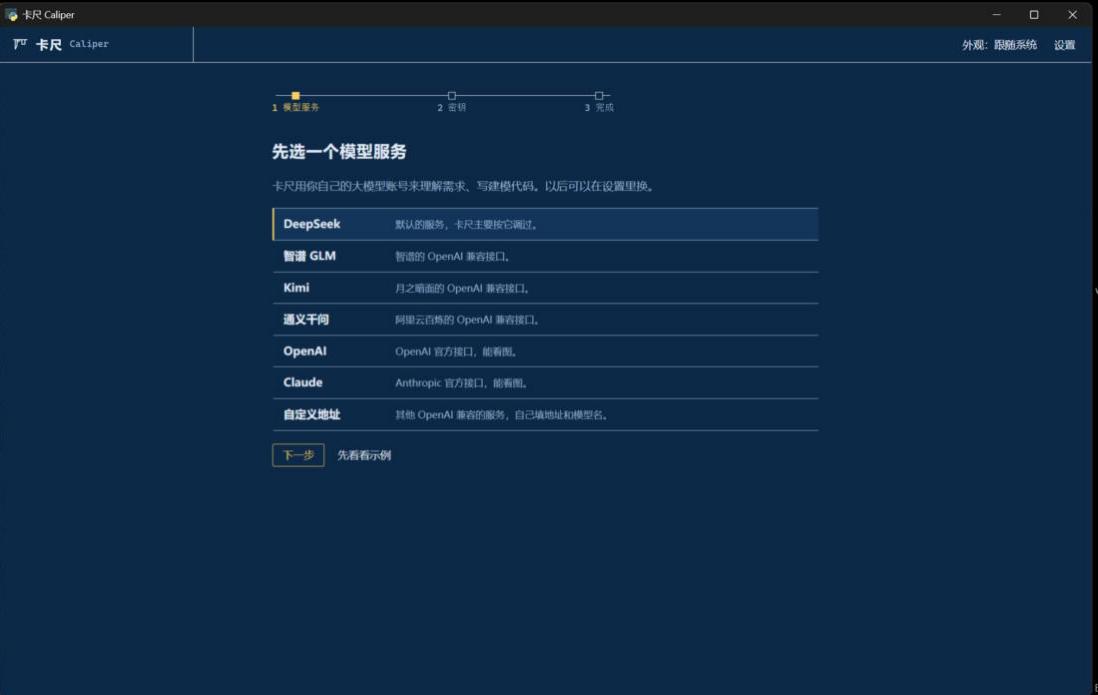 卡尺 Caliper
卡尺 Caliper
外观：跟随系统 设置
1 模型服务 2 密钥 3 完成
先选一个模型服务
卡尺用你自己的大模型账号来理解需求、写建模代码。以后可以在设置里换。
DeepSeek 默认的服务，卡尺主要按它调过。
智谱 GLM 智谱的 OpenAI 兼容接口。
Kimi 月之暗面的 OpenAI 兼容接口。
通义千问 阿里云百炼的 OpenAI 兼容接口。
OpenAI OpenAI 官方接口，能看图。
Claude Anthropic 官方接口，能看图。
自定义地址 其他 OpenAI 兼容的服务，自己填地址和模型名。
下一步 先看看示例